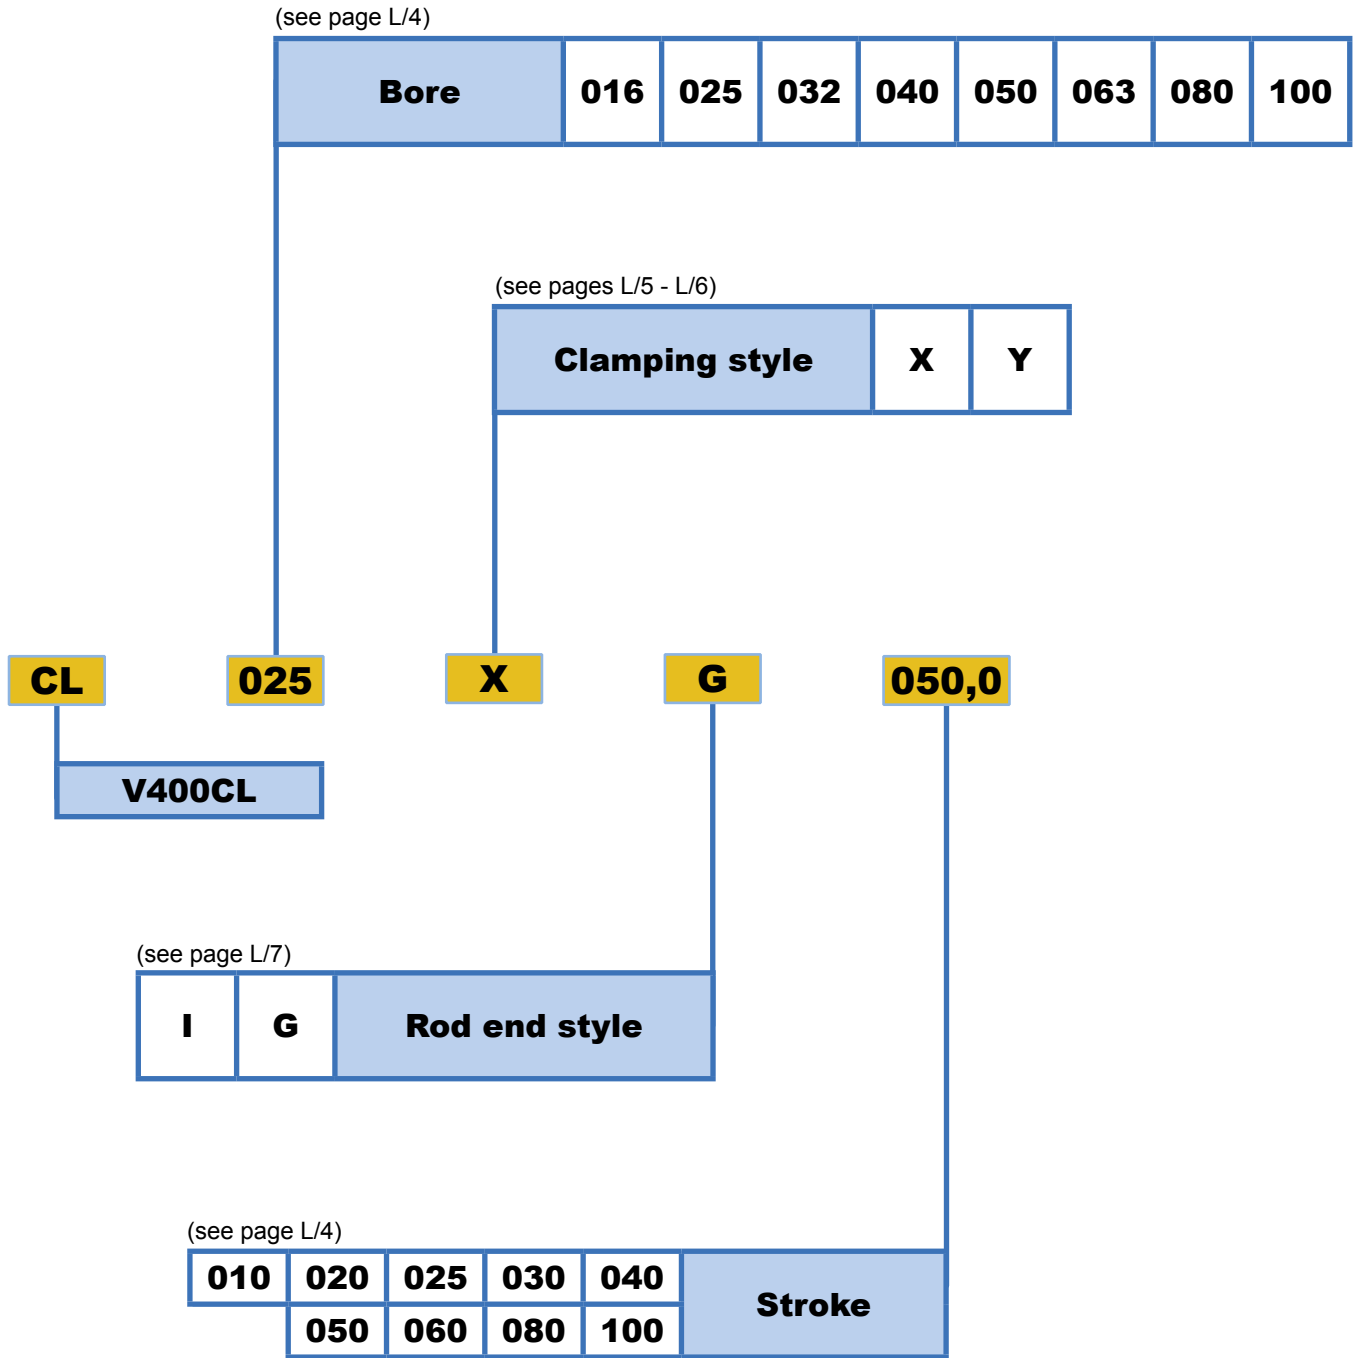 (see page L/4)
Bore 016 025 032 040 050 063 080 100
(see pages L/5 - L/6)
Clamping style X Y
CL 025 X G 050,0
V400CL
(see page L/7)
I G Rod end style
(see page L/4)
010 020 025 030 040
Stroke
050 060 080 100